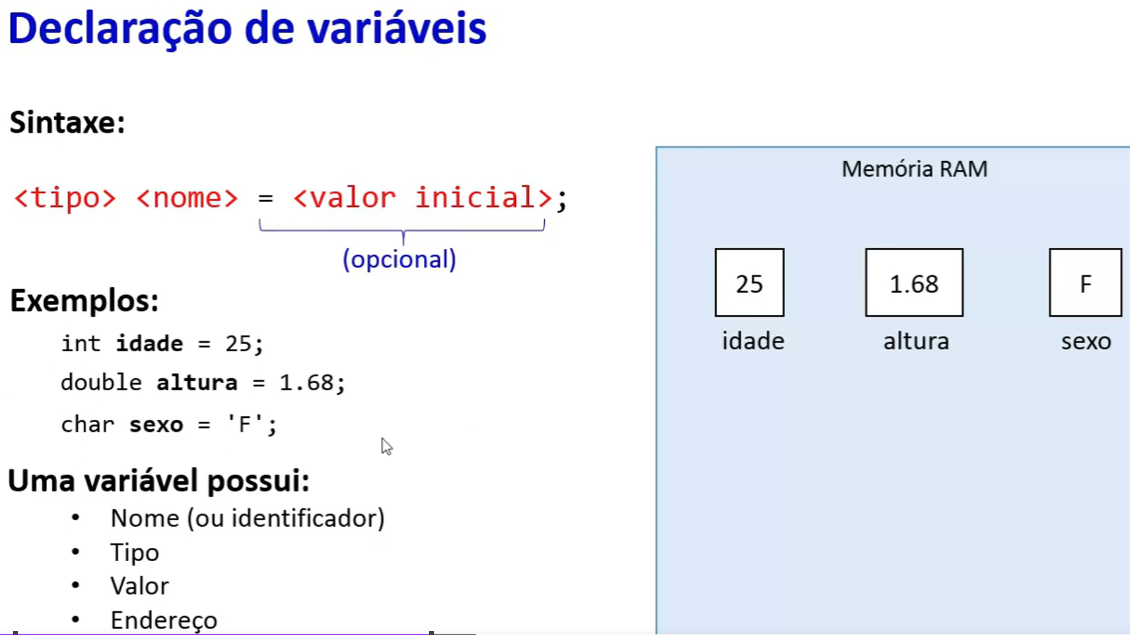 Declaração de variáveis
Sintaxe:
<tipo> <nome> = <valor inicial>;
(opcional)
Exemplos:
int idade = 25;
double altura = 1.68;
char sexo = 'F';
Uma variável possui:
• Nome (ou identificador)
• Tipo
• Valor
• Endereço
Memória RAM
25 1.68 F
idade altura sexo